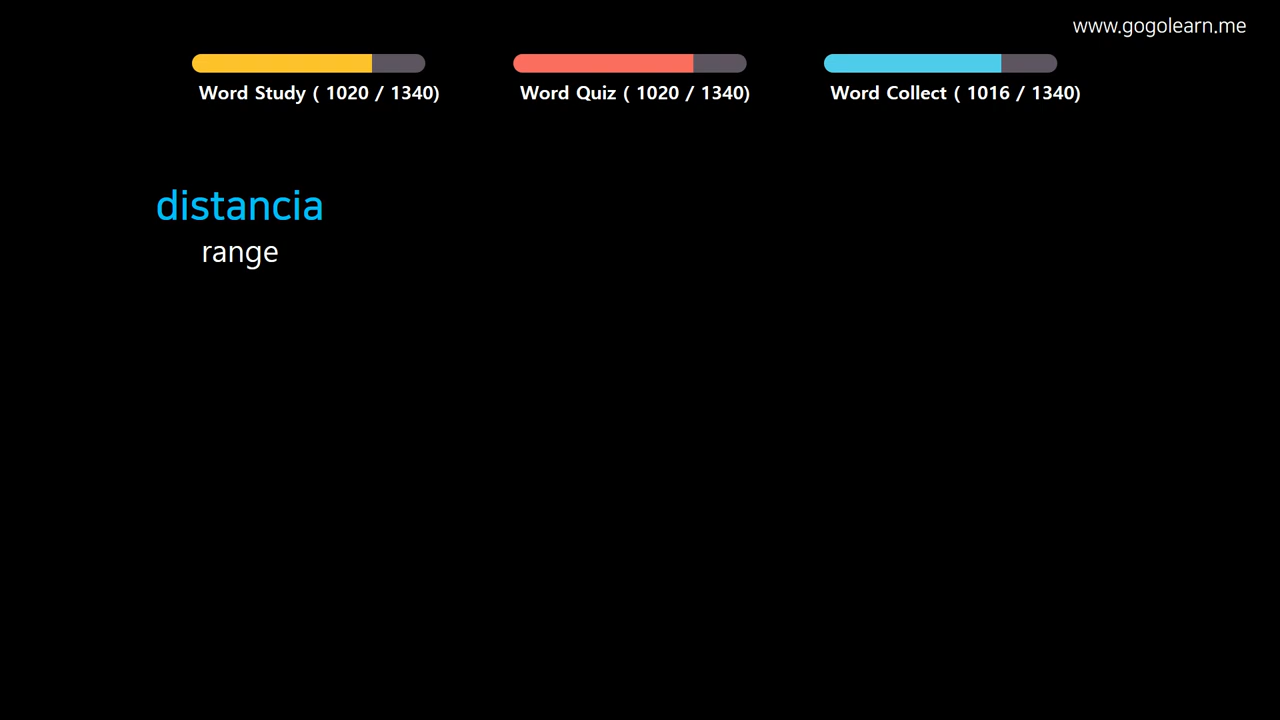 www.gogolearn.me
Word Study ( 1020 / 1340)
Word Quiz ( 1020 / 1340)
Word Collect ( 1016 / 1340)
distancia
range